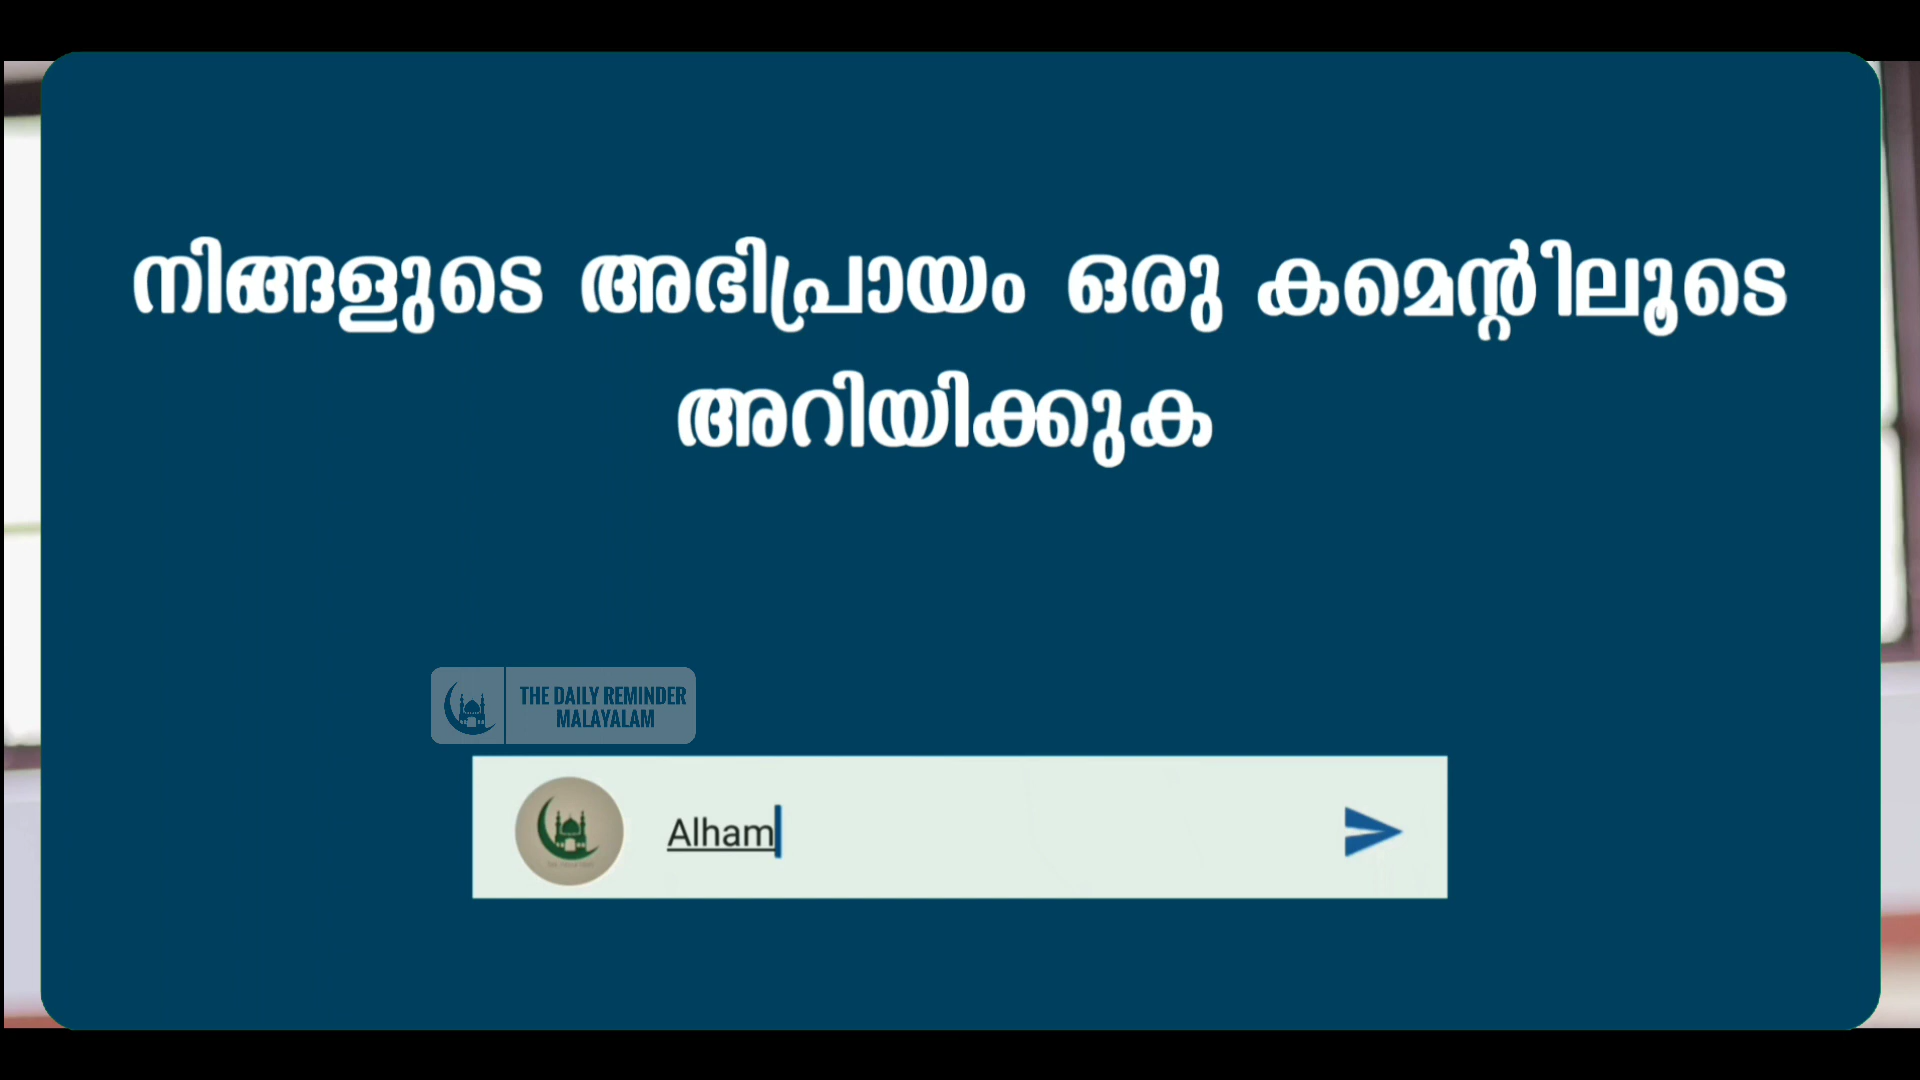 നിങ്ങളുടെ അഭിപ്രായം ഒരു കമെന്റിലൂടെ
അറിയിക്കുക
THE DAILY REMINDER
MALAYALAM
Alham